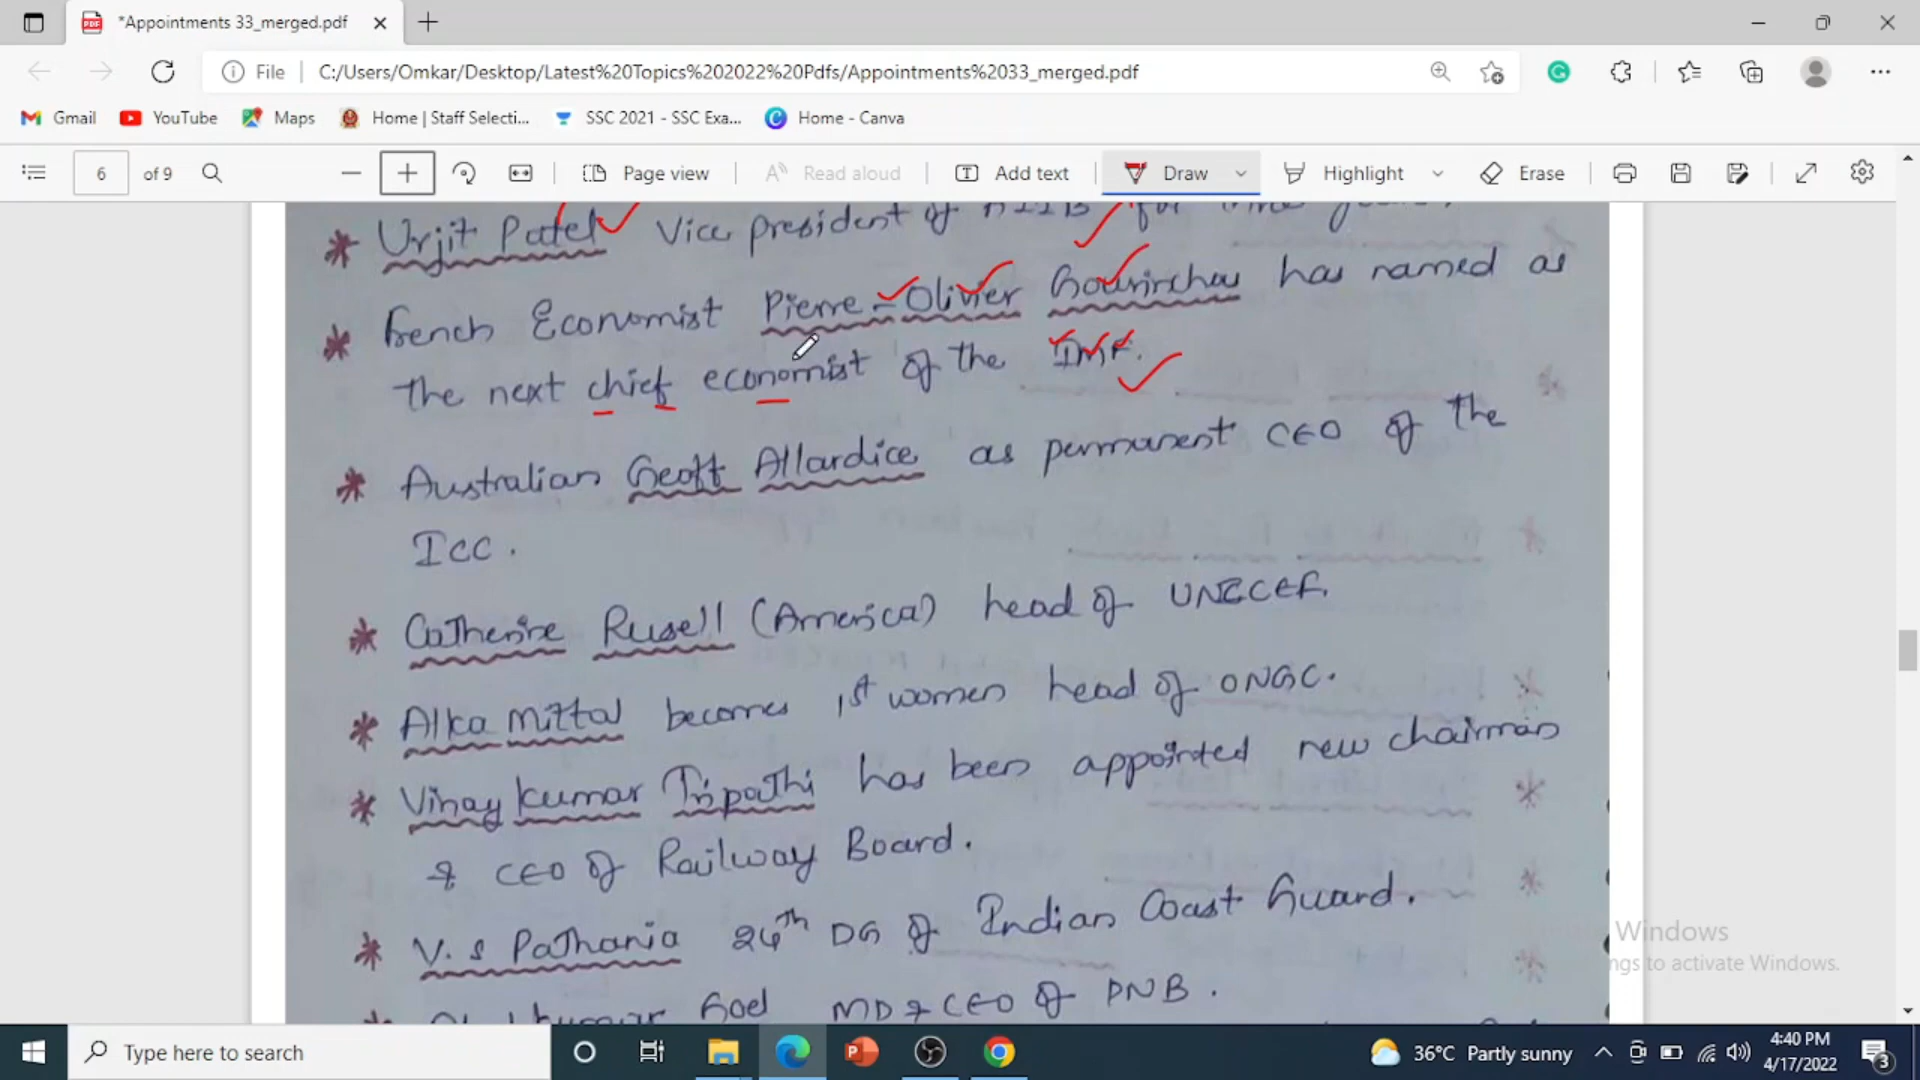 *Appointments 33_merged.pdf
File C:/Users/Omkar/Desktop/Latest%20Topics%202022%20Pdfs/Appointments%2033_merged.pdf
Gmail YouTube Maps Home | Staff Selecti... SSC 2021 - SSC Exa... Home - Canva
6 of 9 Page view Read aloud Add text Draw Highlight Erase
* Urjit Patel Vice president of AIIB for
* French Economist Pierre-Olivier Gourinchas has named as
the next chief economist of the IMF.
* Australian Geoff Allardice as permanent CEO of the
ICC.
* Catherine Rusell (America) head of UNICEF.
* Alka Mittal becomes 1st women head of ONGC.
* Vinay Kumar Tripathi has been appointed new chairman
& CEO of Railway Board.
* V.S Pathania 24th DG of Indian Coast Guard.
Goel MD & CEO of PNB.
Windows
ngs to activate Windows.
Type here to search
36°C Partly sunny
4:40 PM
4/17/2022
3